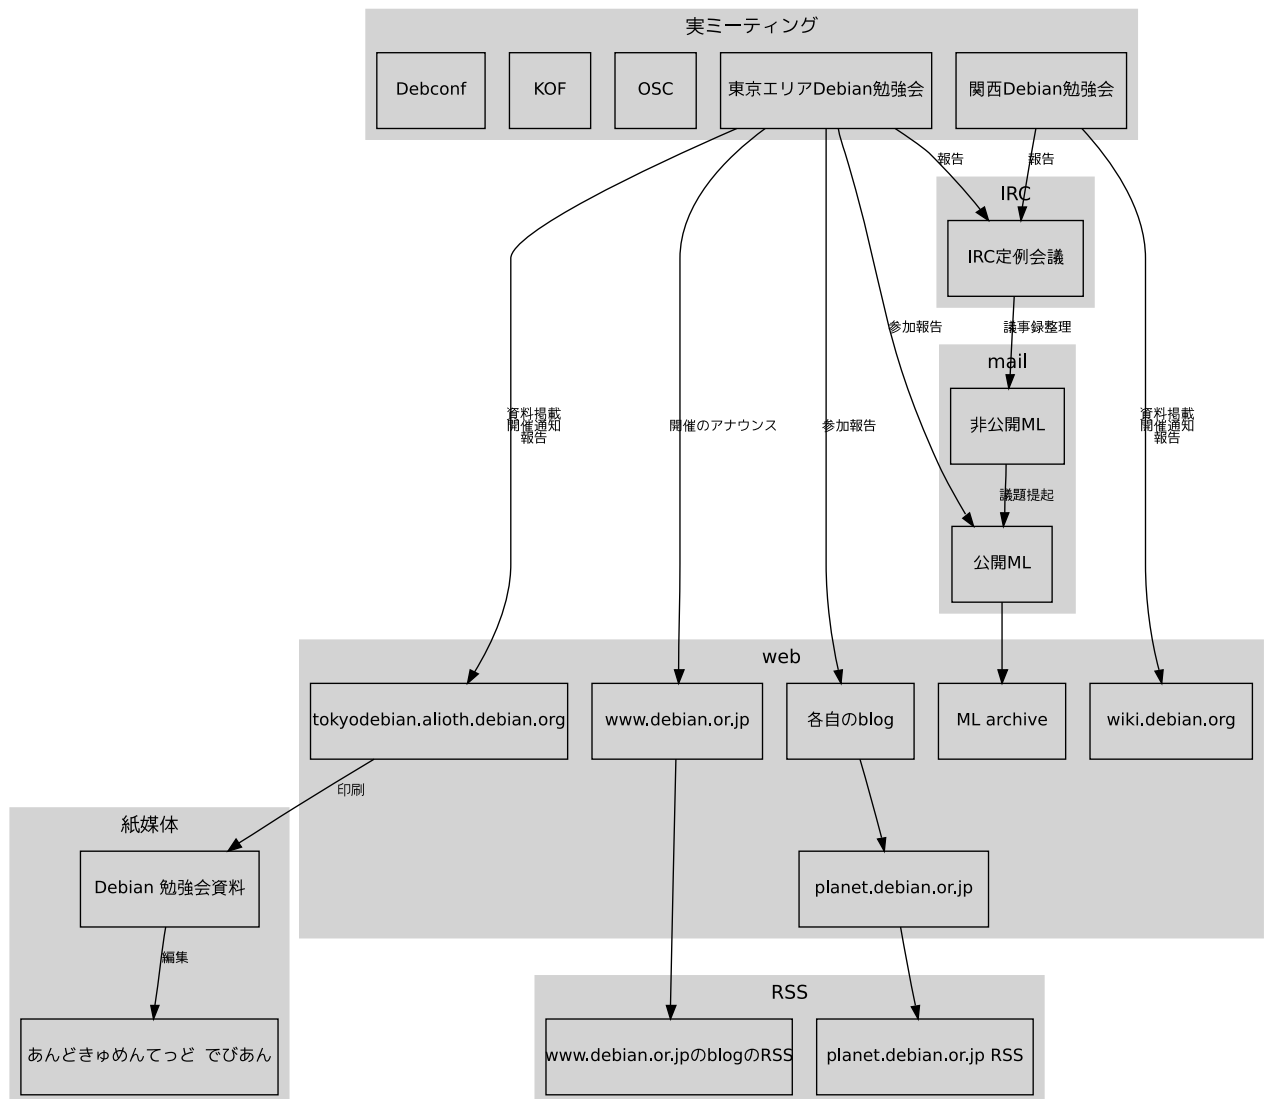 実ミーティング
Debconf
KOF
OSC
東京エリアDebian勉強会
関西Debian勉強会
報告
報告
IRC
IRC定例会議
参加報告
議事録整理
mail
資料掲載
開催通知
報告
開催のアナウンス
参加報告
非公開ML
資料掲載
開催通知
報告
議題提起
公開ML
web
tokyodebian.alioth.debian.org
www.debian.or.jp
各自のblog
ML archive
wiki.debian.org
印刷
紙媒体
Debian 勉強会資料
planet.debian.or.jp
編集
RSS
あんどきゅめんてっど でびあん
www.debian.or.jpのblogのRSS
planet.debian.or.jp RSS